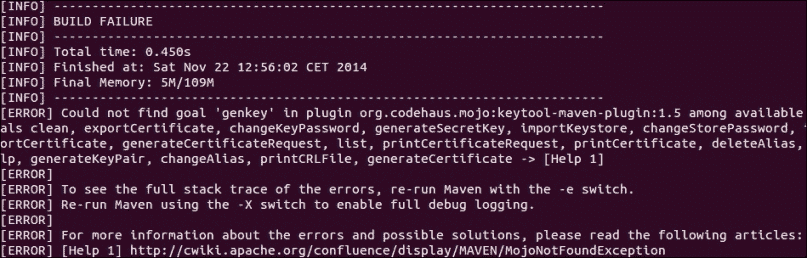 [INFO] ------------------------------------------------------------------------
[INFO] BUILD FAILURE
[INFO] ------------------------------------------------------------------------
[INFO] Total time: 0.450s
[INFO] Finished at: Sat Nov 22 12:56:02 CET 2014
[INFO] Final Memory: 5M/109M
[INFO] ------------------------------------------------------------------------
[ERROR] Could not find goal 'genkey' in plugin org.codehaus.mojo:keytool-maven-plugin:1.5 among available
als clean, exportCertificate, changeKeyPassword, generateSecretKey, importKeystore, changeStorePassword,
ortCertificate, generateCertificateRequest, list, printCertificateRequest, printCertificate, deleteAlias,
lp, generateKeyPair, changeAlias, printCRLFile, generateCertificate -> [Help 1]
[ERROR]
[ERROR] To see the full stack trace of the errors, re-run Maven with the -e switch.
[ERROR] Re-run Maven using the -X switch to enable full debug logging.
[ERROR]
[ERROR] For more information about the errors and possible solutions, please read the following articles:
[ERROR] [Help 1] http://cwiki.apache.org/confluence/display/MAVEN/MojoNotFoundException